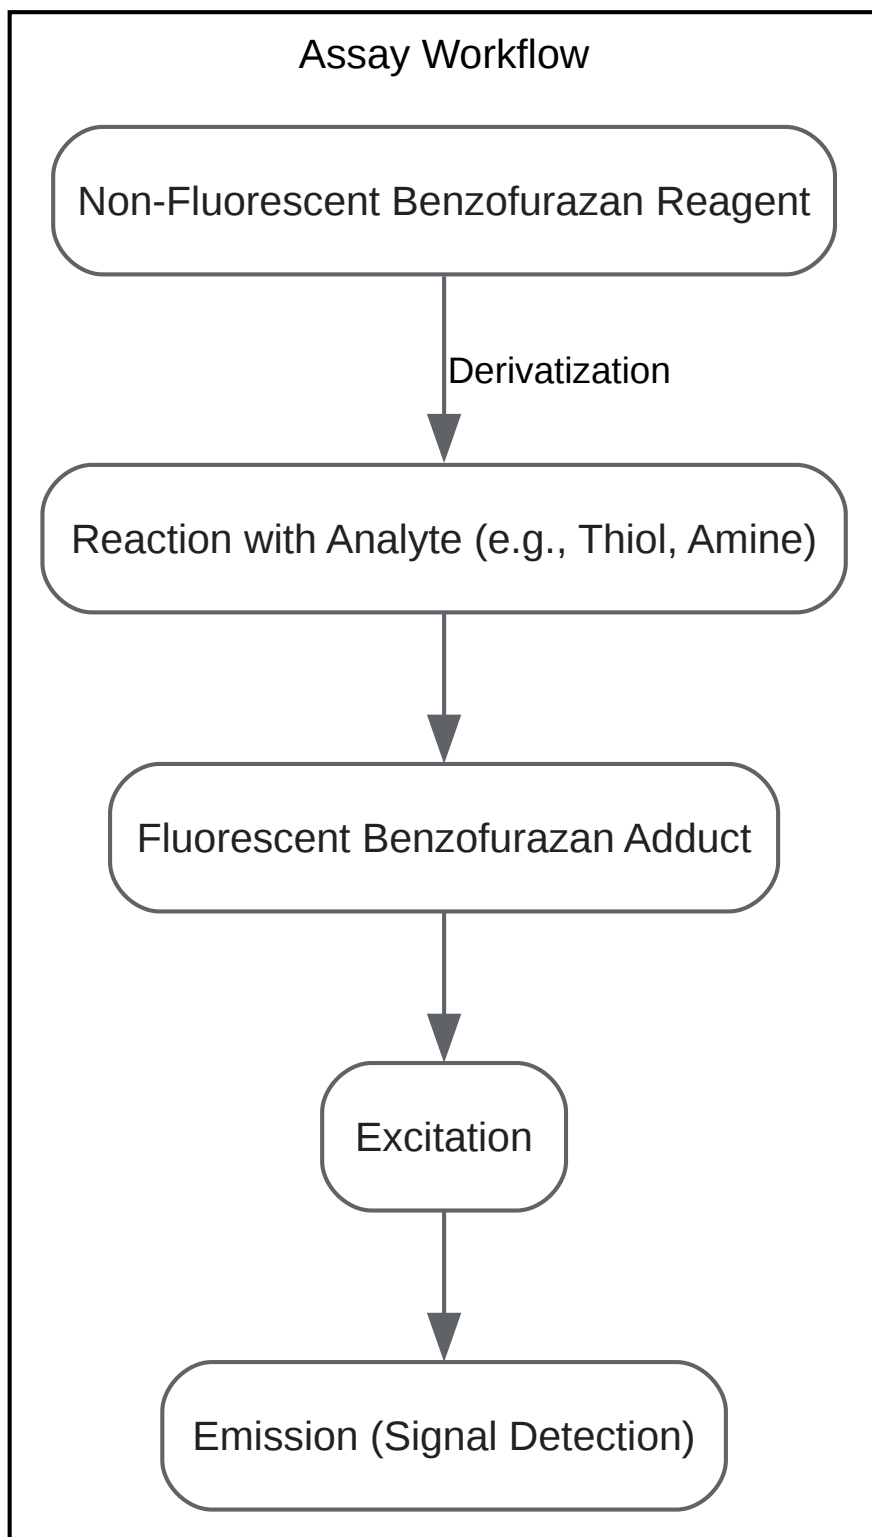 Assay Workflow
Non-Fluorescent Benzofurazan Reagent
Derivatization
Reaction with Analyte (e.g., Thiol, Amine)
Fluorescent Benzofurazan Adduct
Excitation
Emission (Signal Detection)